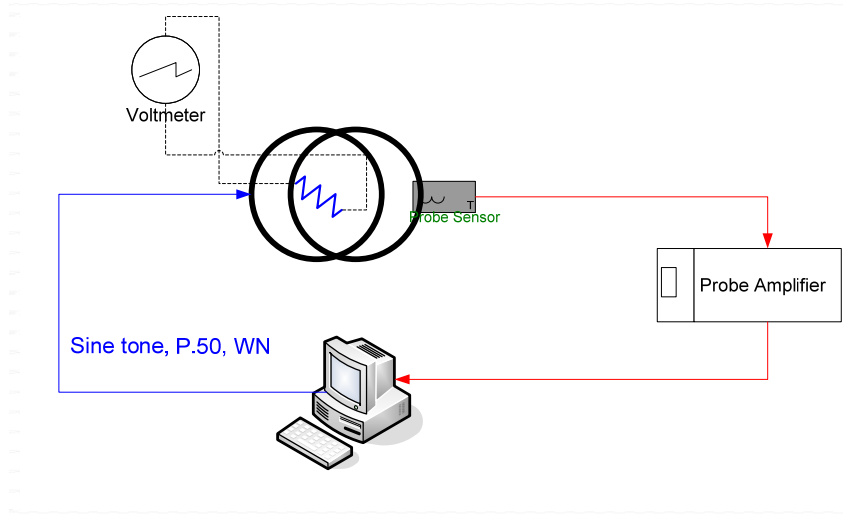 Voltmeter
T
Probe Sensor
Probe Amplifier
Sine tone, P.50, WN